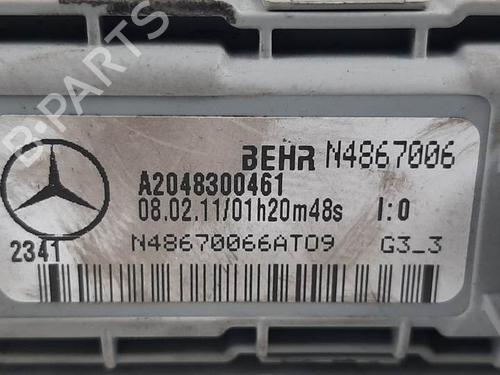 B-PARTS
BEHR N4867006
A2048300461
08.02.11/01h20m48s I:0
2341
N48670066AT09 G3_3